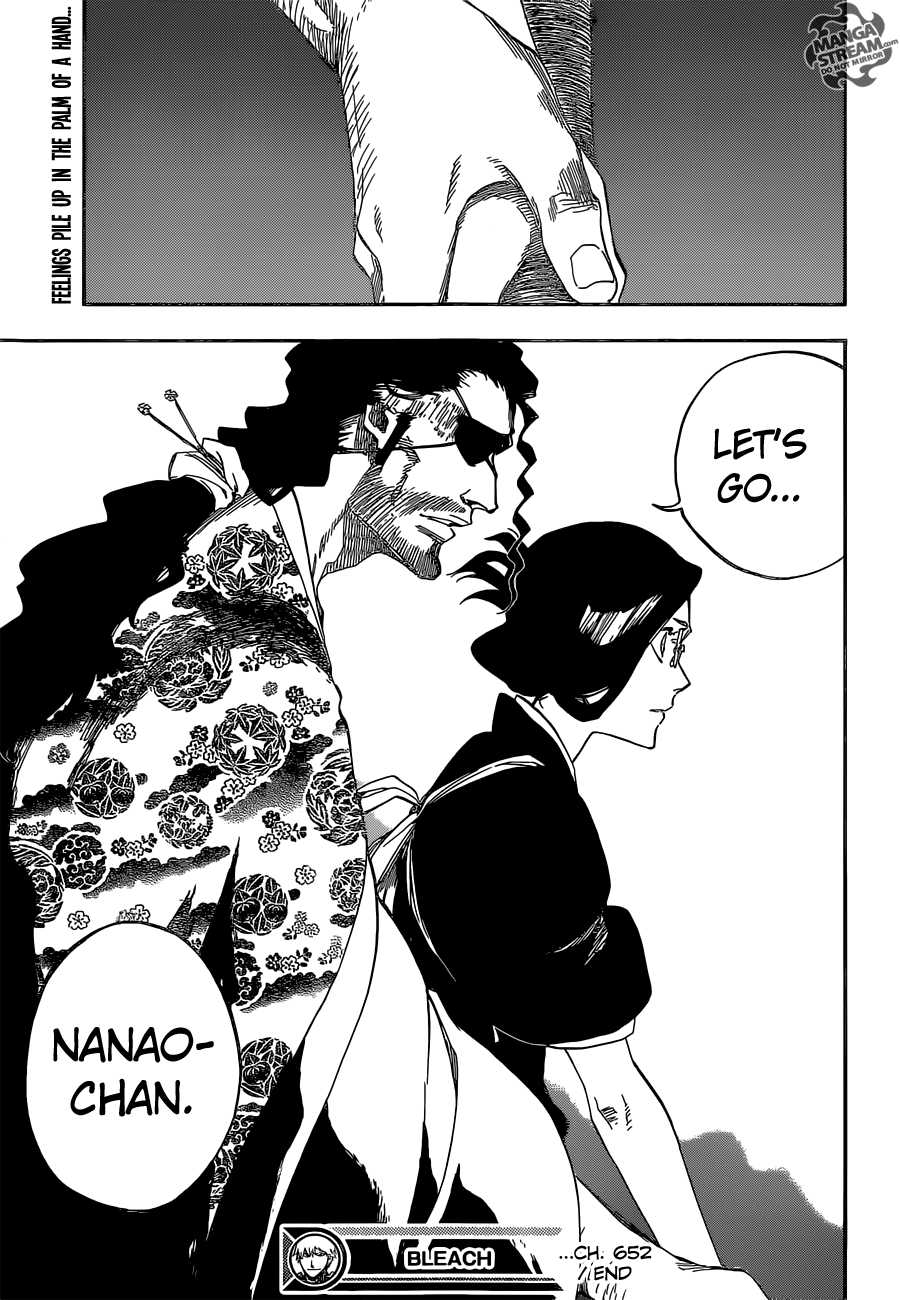 FEELINGS PILE UP IN THE PALM OF A HAND...
MANGA
STREAM.com
DO NOT MIRROR
LET'S
GO...
NANAO-
CHAN.
BLEACH
...CH. 652
END